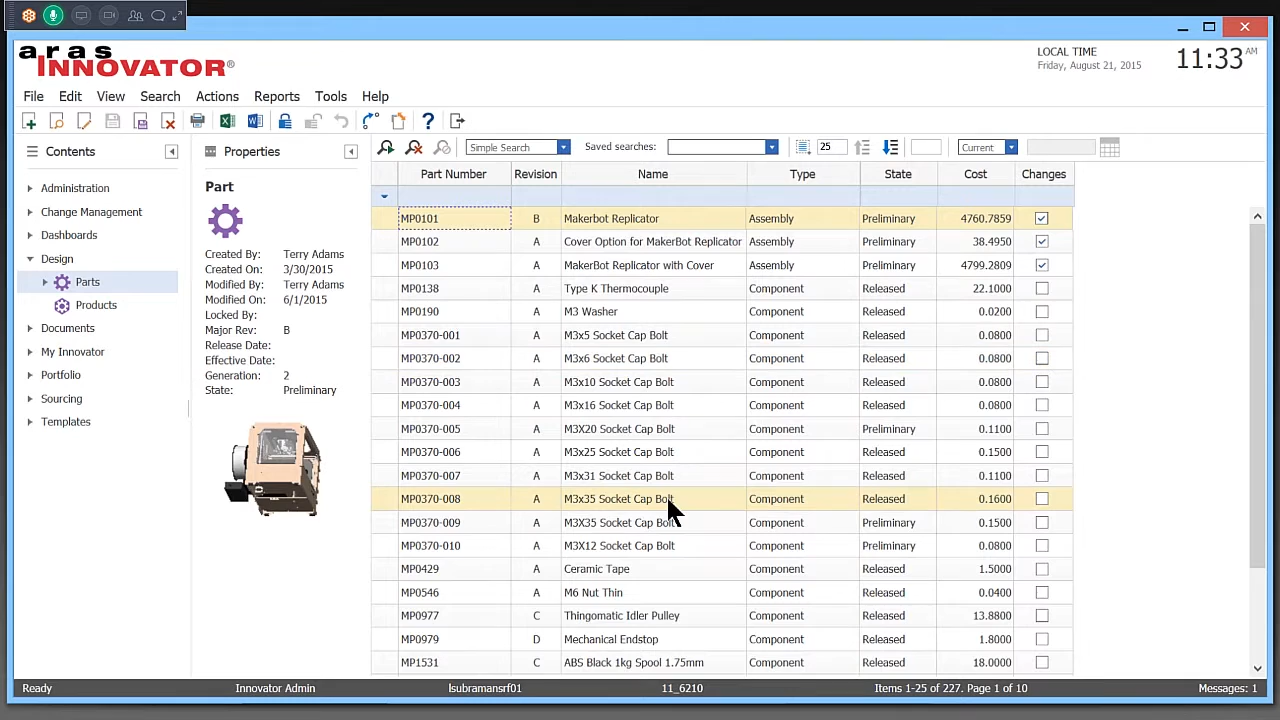 aras
INNOVATOR®
LOCAL TIME
Friday, August 21, 2015
11:33 AM
File Edit View Search Actions Reports Tools Help
Contents
Administration
Change Management
Dashboards
Design
Parts
Products
Documents
My Innovator
Portfolio
Sourcing
Templates
Properties
Part
Created By: Terry Adams
Created On: 3/30/2015
Modified By: Terry Adams
Modified On: 6/1/2015
Locked By:
Major Rev: B
Release Date:
Effective Date:
Generation: 2
State: Preliminary
Simple Search Saved searches: 25 Current
Part Number Revision Name Type State Cost Changes
MP0101 B Makerbot Replicator Assembly Preliminary 4760.7859
MP0102 A Cover Option for MakerBot Replicator Assembly Preliminary 38.4950
MP0103 A MakerBot Replicator with Cover Assembly Preliminary 4799.2809
MP0138 A Type K Thermocouple Component Released 22.1000
MP0190 A M3 Washer Component Released 0.0200
MP0370-001 A M3x5 Socket Cap Bolt Component Released 0.0800
MP0370-002 A M3x6 Socket Cap Bolt Component Released 0.0800
MP0370-003 A M3x10 Socket Cap Bolt Component Released 0.0800
MP0370-004 A M3x16 Socket Cap Bolt Component Released 0.0800
MP0370-005 A M3X20 Socket Cap Bolt Component Preliminary 0.1100
MP0370-006 A M3x25 Socket Cap Bolt Component Released 0.1500
MP0370-007 A M3x31 Socket Cap Bolt Component Released 0.1100
MP0370-008 A M3x35 Socket Cap Bolt Component Released 0.1600
MP0370-009 A M3X35 Socket Cap Bolt Component Preliminary 0.1500
MP0370-010 A M3X12 Socket Cap Bolt Component Preliminary 0.0800
MP0429 A Ceramic Tape Component Released 1.5000
MP0546 A M6 Nut Thin Component Released 0.0400
MP0977 C Thingomatic Idler Pulley Component Released 13.8800
MP0979 D Mechanical Endstop Component Released 1.8000
MP1531 C ABS Black 1kg Spool 1.75mm Component Released 18.0000
Ready Innovator Admin lsubramansrf01 11_6210 Items 1-25 of 227. Page 1 of 10 Messages: 1